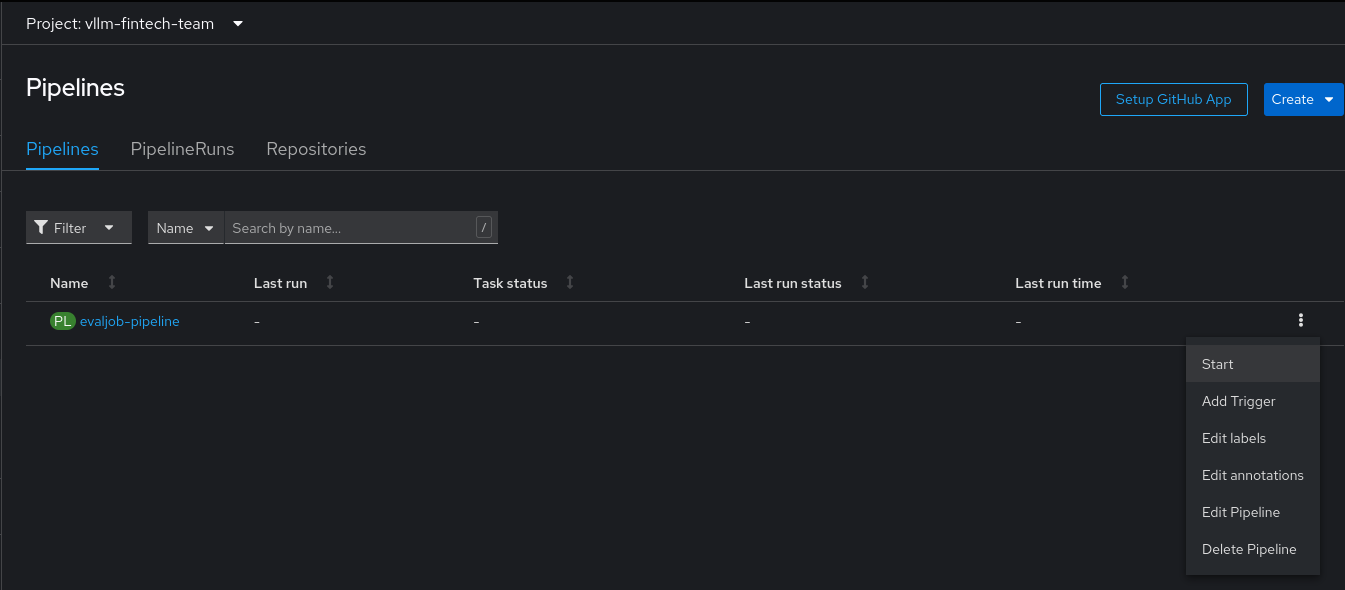 Project: vllm-fintech-team
Pipelines
Setup GitHub App
Create
Pipelines PipelineRuns Repositories
Filter Name Search by name... /
Name Last run Task status Last run status Last run time
PL evaljob-pipeline - - - -
Start
Add Trigger
Edit labels
Edit annotations
Edit Pipeline
Delete Pipeline